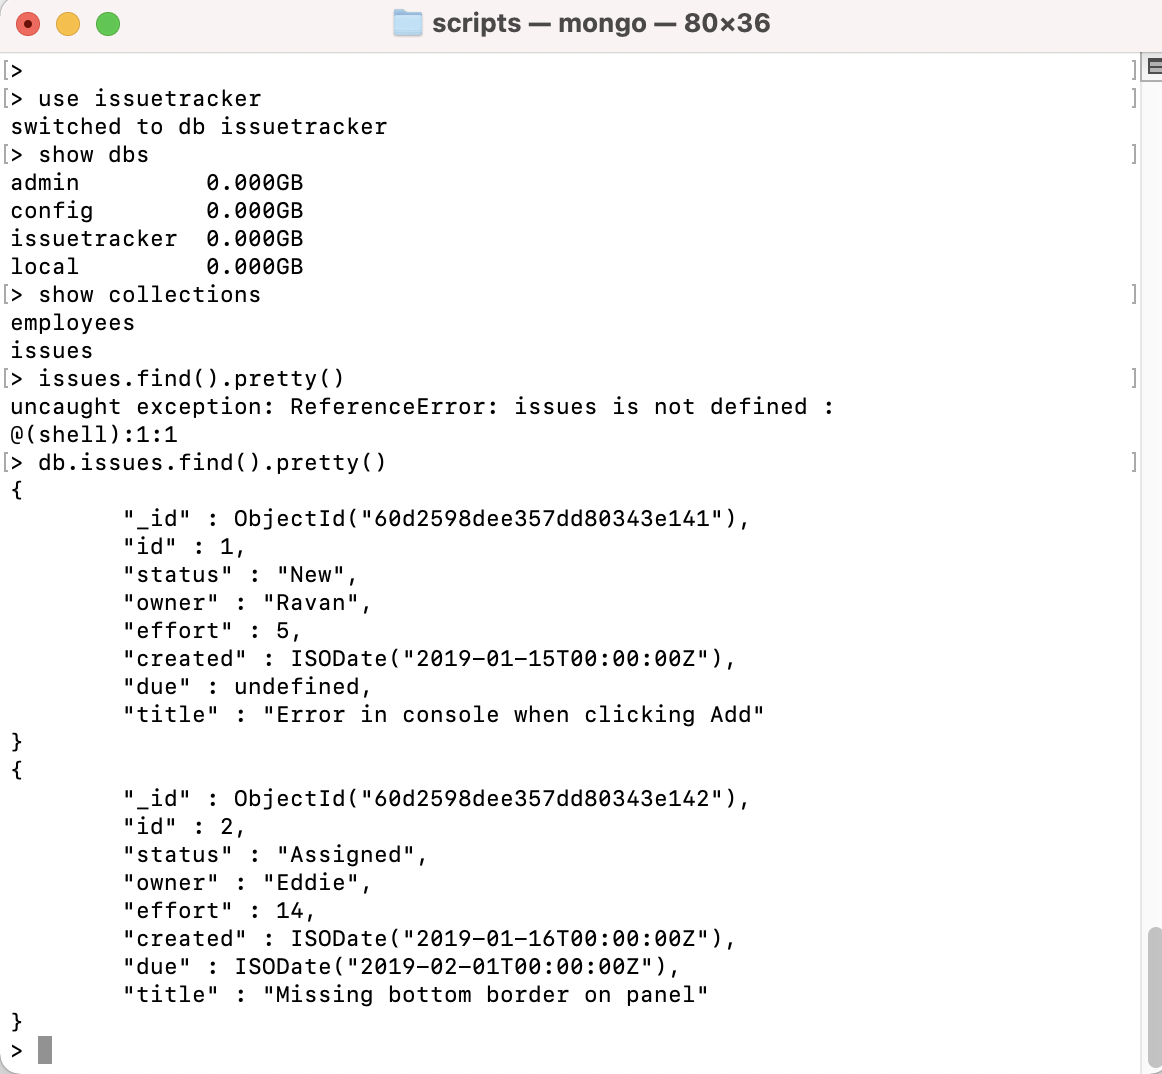 scripts — mongo — 80×36
[>]
[> use issuetracker]
switched to db issuetracker
[> show dbs]
admin         0.000GB
config        0.000GB
issuetracker  0.000GB
local         0.000GB
[> show collections]
employees
issues
[> issues.find().pretty()]
uncaught exception: ReferenceError: issues is not defined :
@(shell):1:1
[> db.issues.find().pretty()]
{
        "_id" : ObjectId("60d2598dee357dd80343e141"),
        "id" : 1,
        "status" : "New",
        "owner" : "Ravan",
        "effort" : 5,
        "created" : ISODate("2019-01-15T00:00:00Z"),
        "due" : undefined,
        "title" : "Error in console when clicking Add"
}
{
        "_id" : ObjectId("60d2598dee357dd80343e142"),
        "id" : 2,
        "status" : "Assigned",
        "owner" : "Eddie",
        "effort" : 14,
        "created" : ISODate("2019-01-16T00:00:00Z"),
        "due" : ISODate("2019-02-01T00:00:00Z"),
        "title" : "Missing bottom border on panel"
}
>